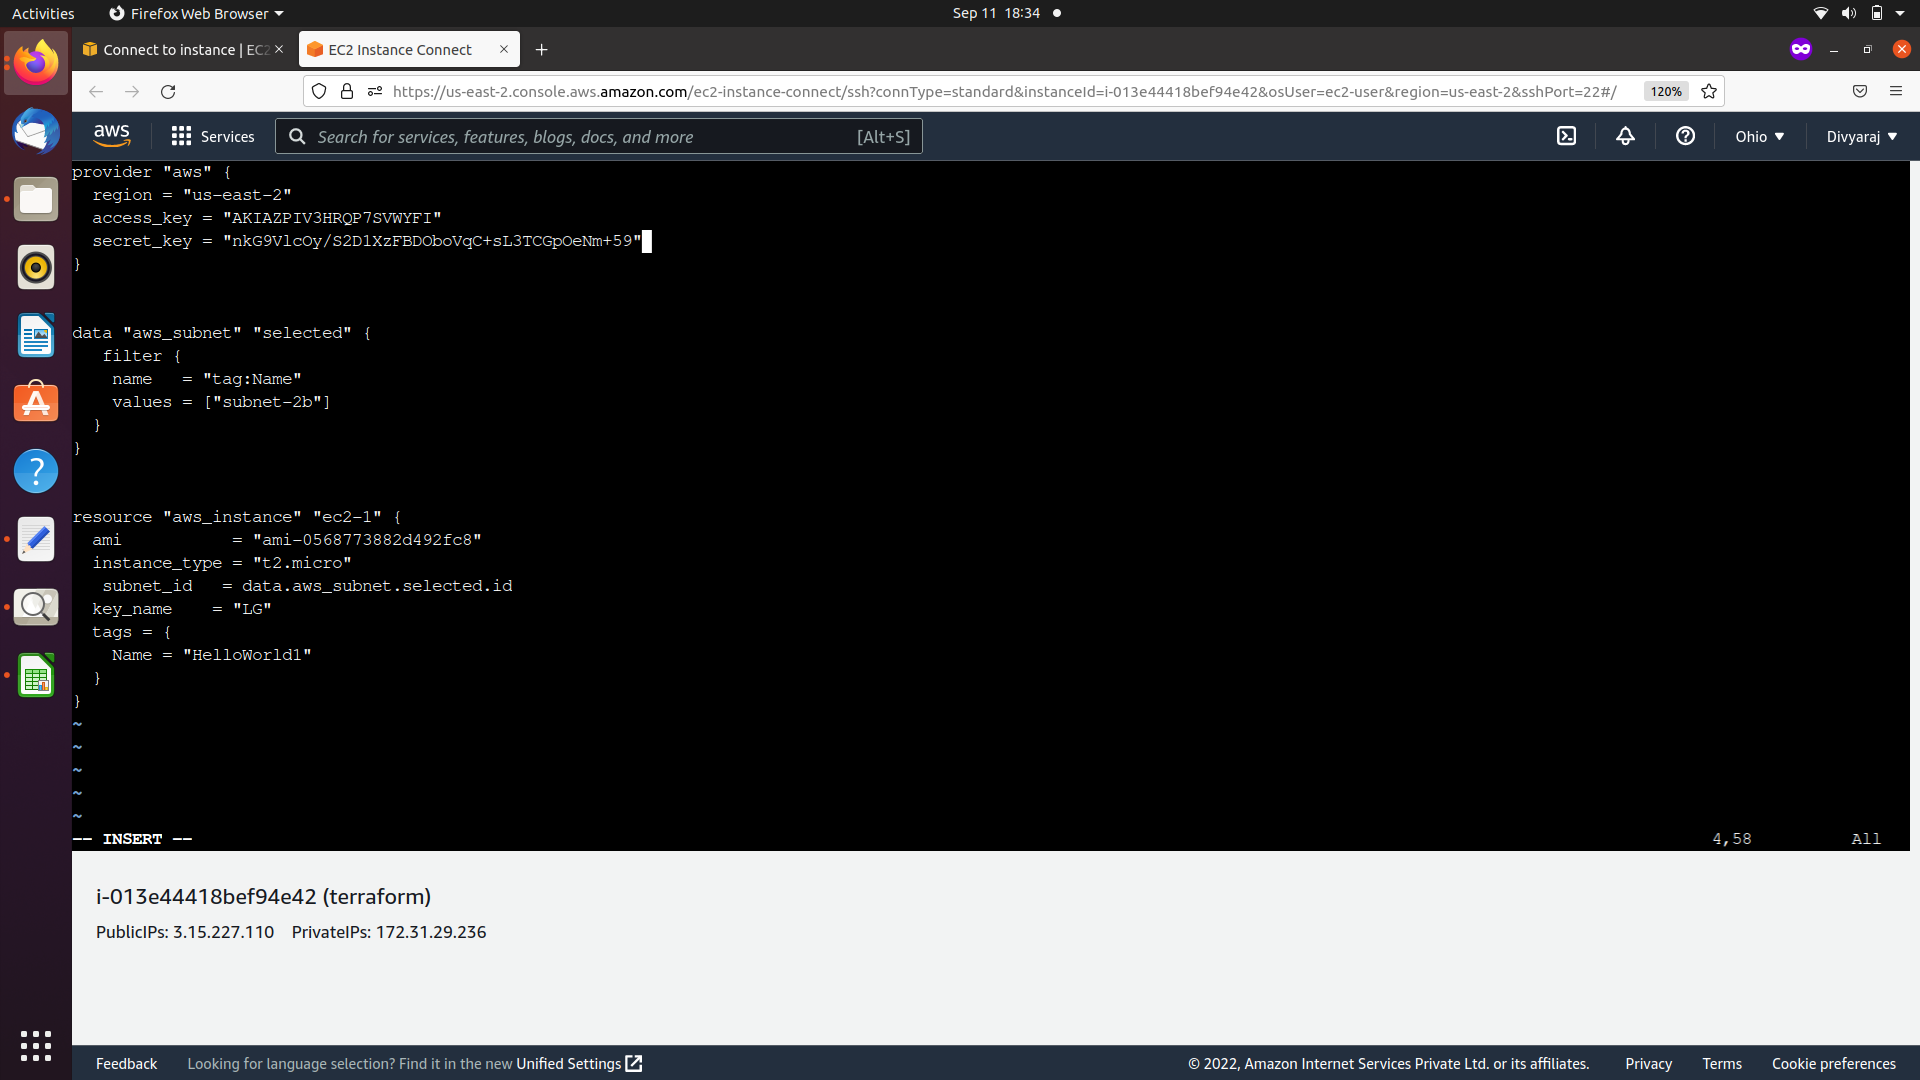 Activities
Firefox Web Browser
Sep 11 18:34
Connect to instance | EC2
EC2 Instance Connect
https://us-east-2.console.aws.amazon.com/ec2-instance-connect/ssh?connType=standard&instanceId=i-013e44418bef94e42&osUser=ec2-user&region=us-east-2&sshPort=22#/
120%
aws
Services
Search for services, features, blogs, docs, and more
[Alt+S]
Ohio
Divyaraj
provider "aws" {
region = "us-east-2"
access_key = "AKIAZPIV3HRQP7SVWYFI"
secret_key = "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"
}
data "aws_subnet" "selected" {
filter {
name   = "tag:Name"
values = ["subnet-2b"]
}
}
resource "aws_instance" "ec2-1" {
ami           = "ami-0568773882d492fc8"
instance_type = "t2.micro"
subnet_id   = data.aws_subnet.selected.id
key_name    = "LG"
tags = {
Name = "HelloWorld1"
}
}
~
~
~
~
~
-- INSERT --
4,58
All
i-013e44418bef94e42 (terraform)
PublicIPs: 3.15.227.110 PrivateIPs: 172.31.29.236
Feedback
Looking for language selection? Find it in the new Unified Settings
© 2022, Amazon Internet Services Private Ltd. or its affiliates.
Privacy
Terms
Cookie preferences